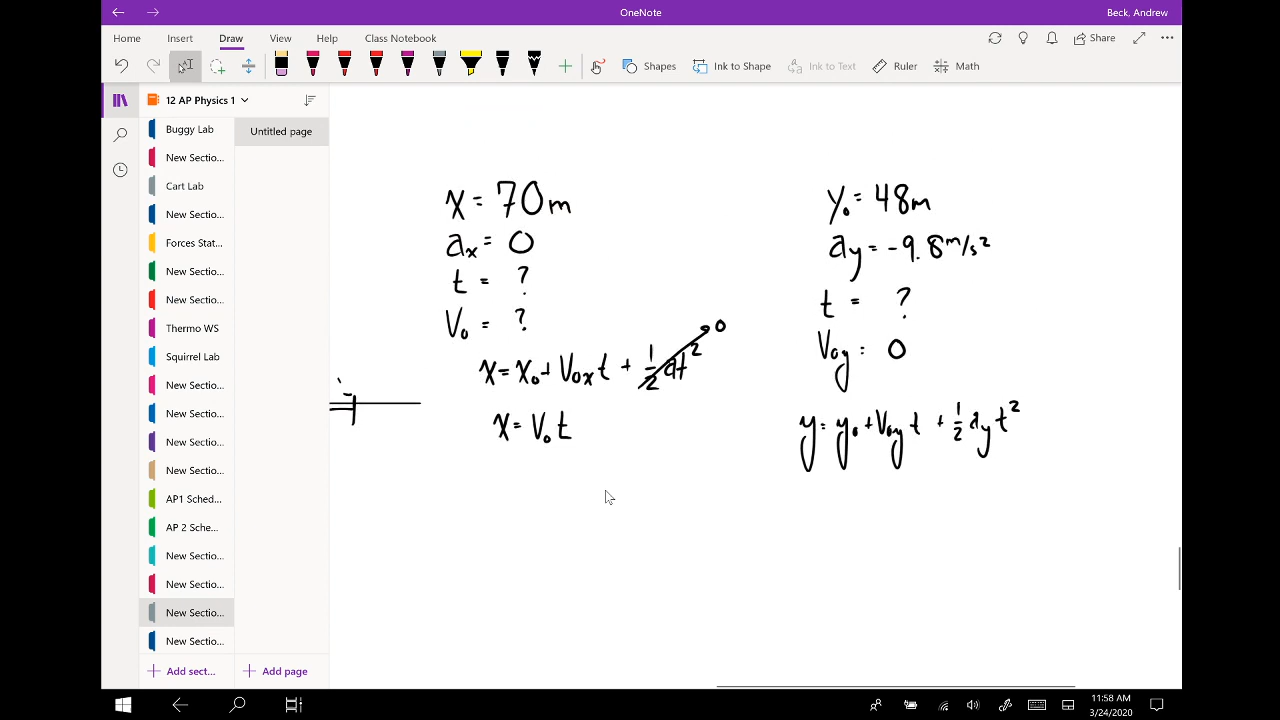 OneNote
Beck, Andrew
Home Insert Draw View Help Class Notebook
Share
Shapes Ink to Shape Ink to Text Ruler Math
12 AP Physics 1
Untitled page
Buggy Lab
New Sectio...
Cart Lab
New Sectio...
Forces Stat...
New Sectio...
New Sectio...
Thermo WS
Squirrel Lab
New Sectio...
New Sectio...
New Sectio...
New Sectio...
AP1 Sched...
AP 2 Sche...
New Sectio...
New Sectio...
New Sectio...
New Sectio...
Add sect...
Add page
x = 70m
ax = 0
t = ?
V₀ = ?
x = x₀ + V₀x t + 1/2 at² 0
x = V₀ t
y₀ = 48m
ay = -9.8 m/s²
t = ?
V₀y = 0
y = y₀ + V₀y t + 1/2 ay t²
11:58 AM
3/24/2020